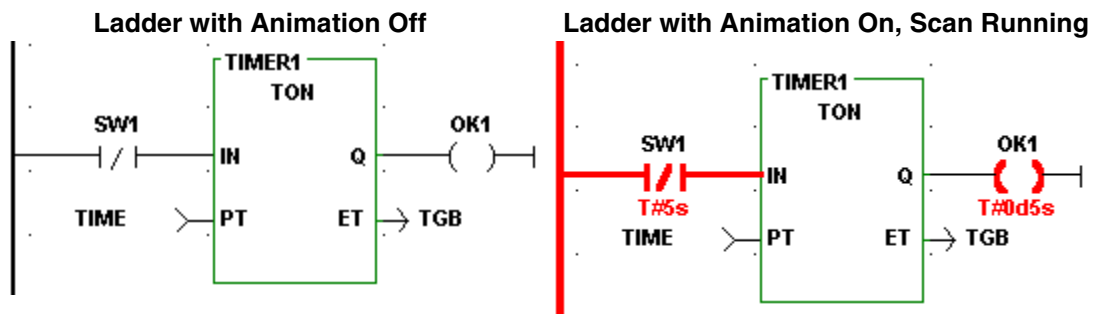 Ladder with Animation Off
TIMER1
TON
SW1
OK1
IN
Q
TIME
PT
ET
TGB
Ladder with Animation On, Scan Running
TIMER1
TON
SW1
OK1
IN
Q
T#5s
T#0d5s
TIME
PT
ET
TGB